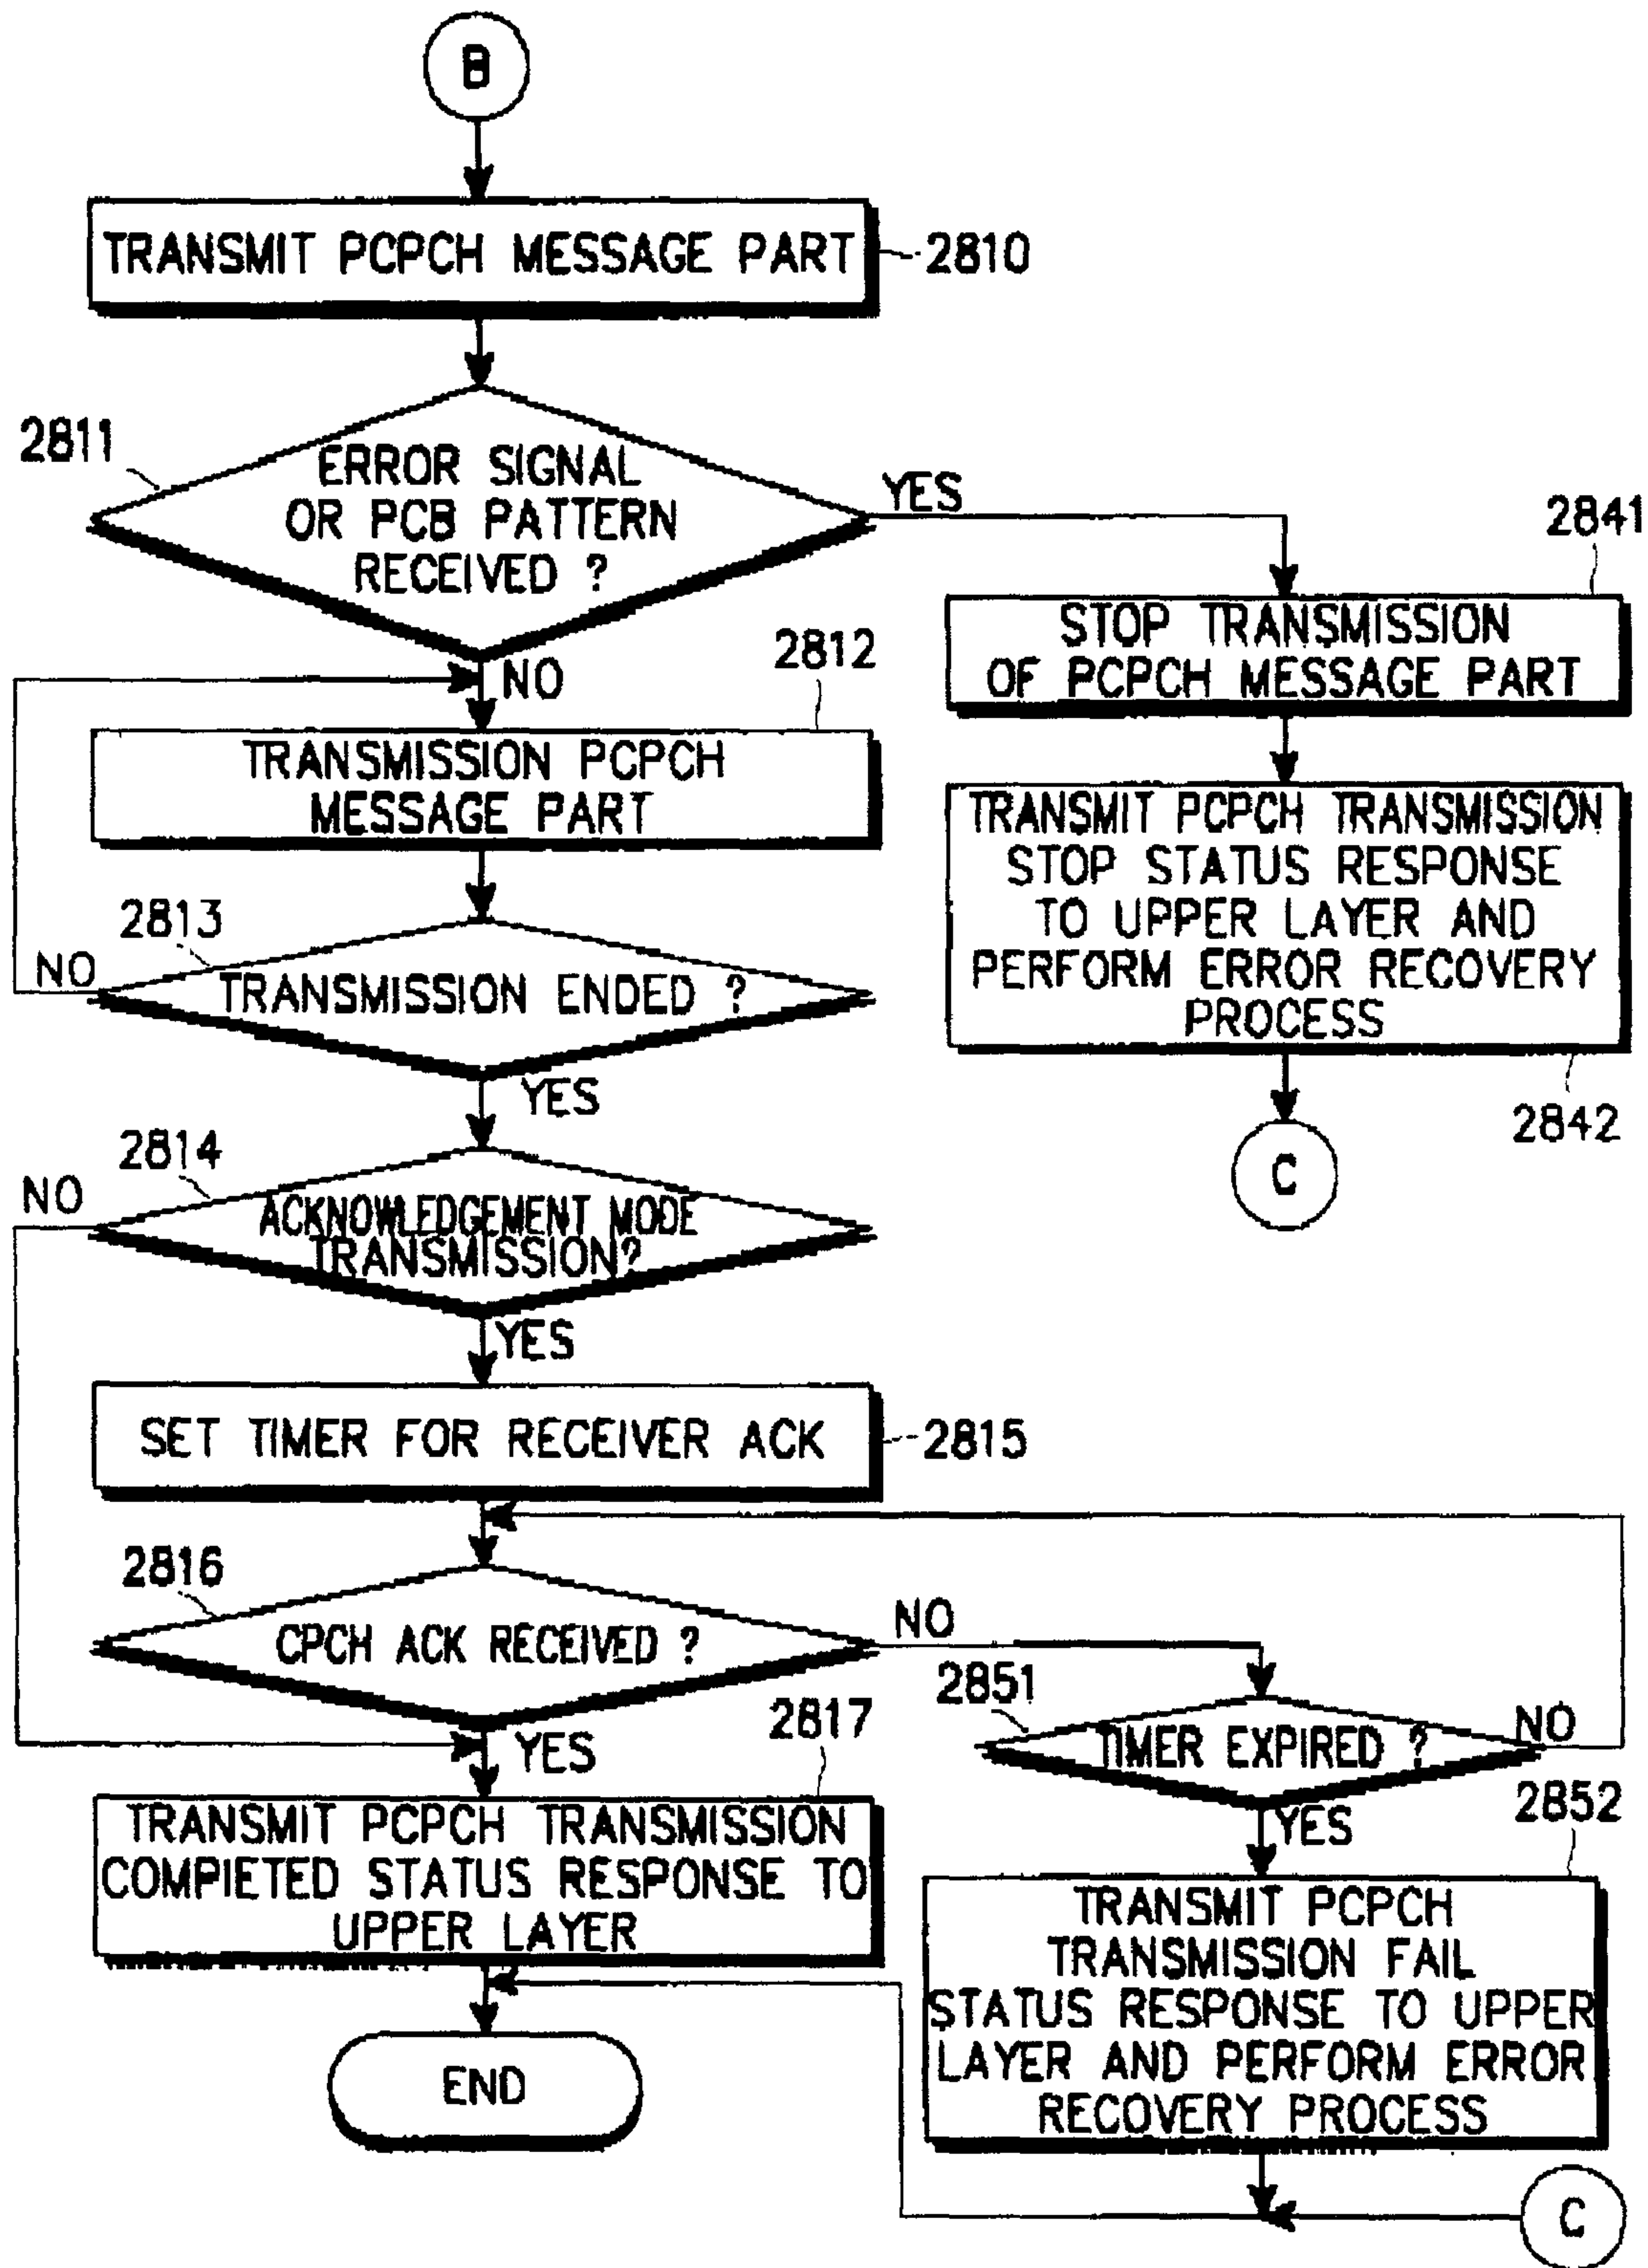 B
TRANSMIT PCPCH MESSAGE PART
2810
2811
ERROR SIGNAL
OR PCB PATTERN
RECEIVED ?
YES
NO
2841
STOP TRANSMISSION
OF PCPCH MESSAGE PART
2812
TRANSMISSION PCPCH
MESSAGE PART
TRANSMIT PCPCH TRANSMISSION
STOP STATUS RESPONSE
TO UPPER LAYER AND
PERFORM ERROR RECOVERY
PROCESS
2842
C
2813
NO
TRANSMISSION ENDED ?
YES
2814
NO
ACKNOWLEDGEMENT MODE
TRANSMISSION?
YES
SET TIMER FOR RECEIVER ACK
2815
2816
CPCH ACK RECEIVED ?
NO
YES
2851
TIMER EXPIRED ?
NO
YES
2817
TRANSMIT PCPCH TRANSMISSION
COMPIETED STATUS RESPONSE TO
UPPER LAYER
2852
TRANSMIT PCPCH
TRANSMISSION FAIL
STATUS RESPONSE TO UPPER
LAYER AND PERFORM ERROR
RECOVERY PROCESS
END
C